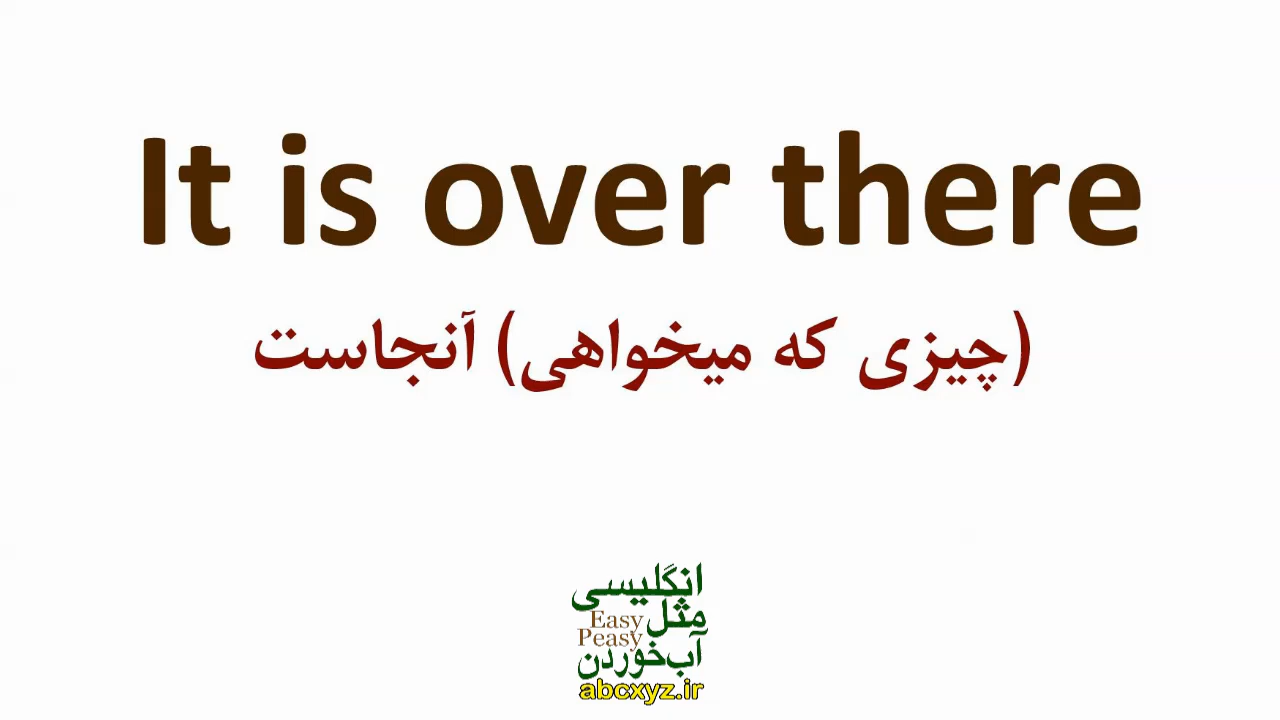 It is over there
(چیزی که میخواهی) آنجاست
انگلیسی
مثل
Easy
Peasy
آب‌خوردن
abcxyz.ir